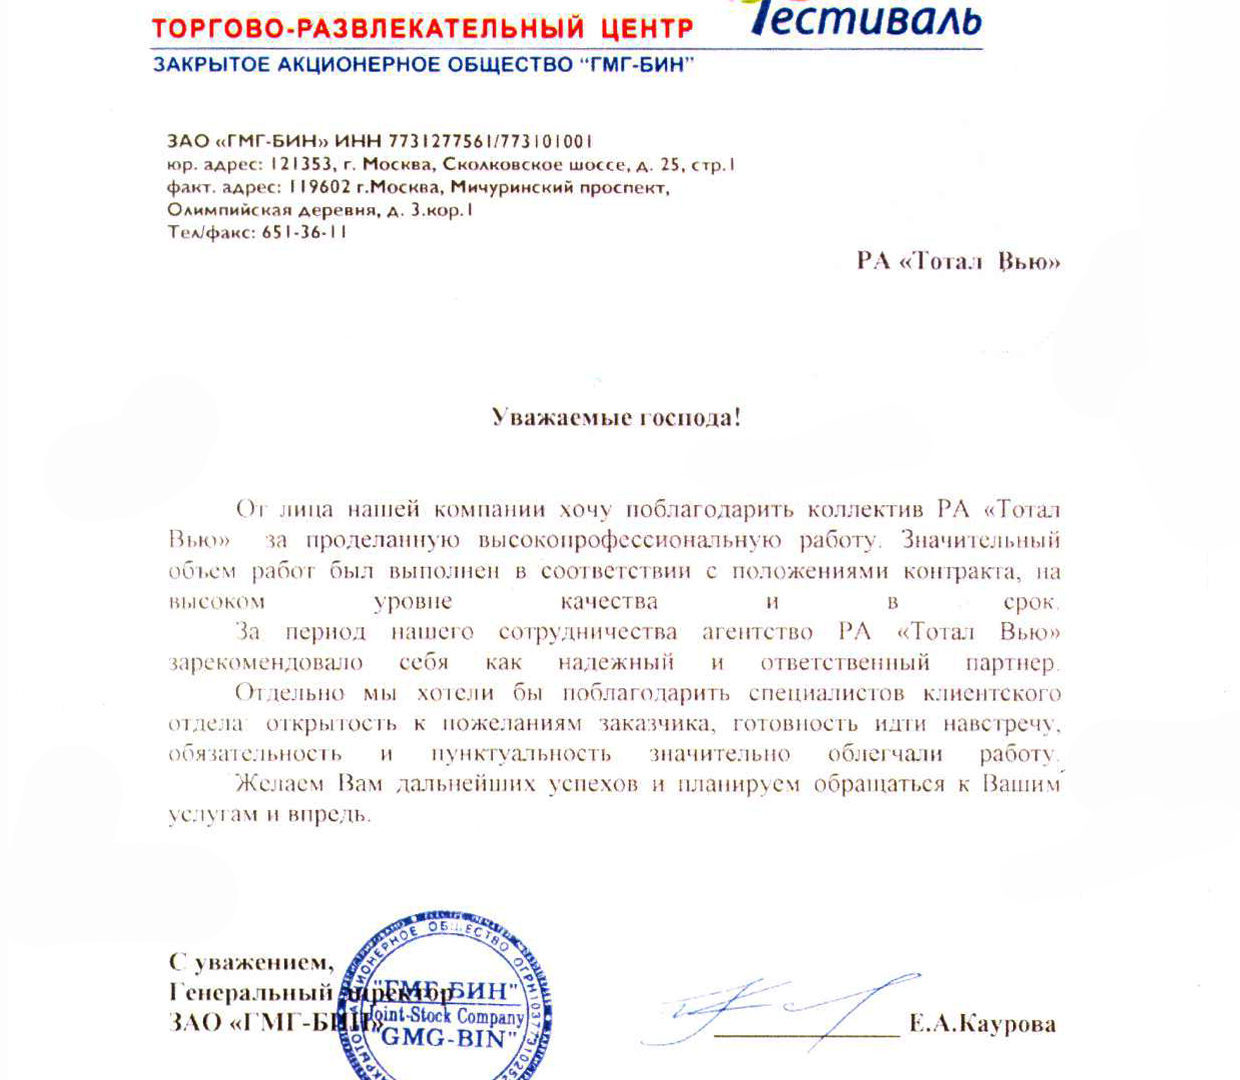 ТОРГОВО-РАЗВЛЕКАТЕЛЬНЫЙ ЦЕНТР Фестиваль
ЗАКРЫТОЕ АКЦИОНЕРНОЕ ОБЩЕСТВО "ГМГ-БИН"
ЗАО «ГМГ-БИН» ИНН 7731277561/773101001
юр. адрес: 121353, г. Москва, Сколковское шоссе, д. 25, стр.1
факт. адрес: 119602 г.Москва, Мичуринский проспект,
Олимпийская деревня, д. 3.кор.1
Тел/факс: 651-36-11
РА «Тотал Вью»
Уважаемые господа!
От лица нашей компании хочу поблагодарить коллектив РА «Тотал
Вью» за проделанную высокопрофессиональную работу. Значительный
объем работ был выполнен в соответствии с положениями контракта, на
высоком уровне качества и в срок.
За период нашего сотрудничества агентство РА «Тотал Вью»
зарекомендовало себя как надежный и ответственный партнер.
Отдельно мы хотели бы поблагодарить специалистов клиентского
отдела: открытость к пожеланиям заказчика, готовность идти навстречу,
обязательность и пунктуальность значительно облегчали работу.
Желаем Вам дальнейших успехов и планируем обращаться к Вашим
услугам и впредь.
С уважением,
Генеральный директор
ЗАО «ГМГ-БИН»
Е.А.Каурова
АКЦИОНЕРНОЕ ОБЩЕСТВО
"ГМГ-БИН"
Joint-Stock Company
"GMG-BIN"